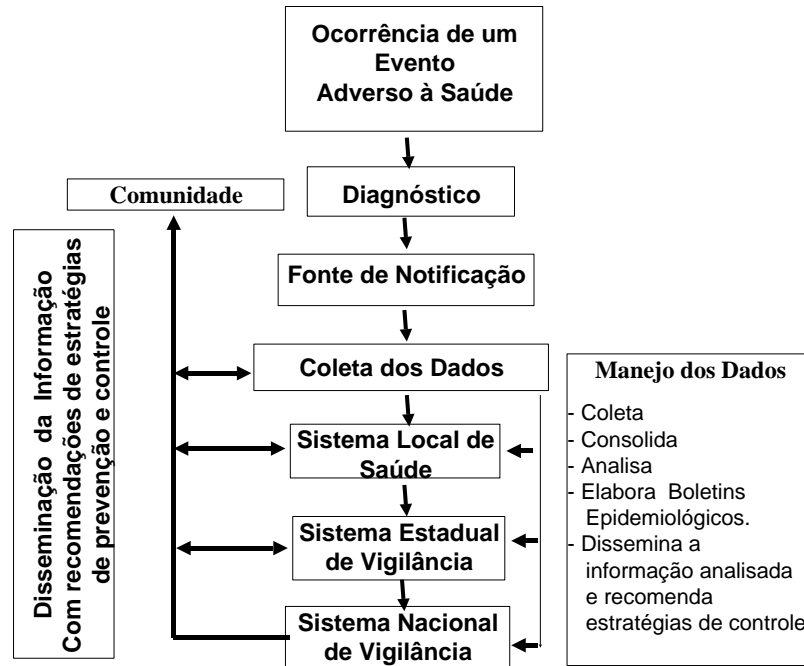 Ocorrência de um
Evento
Adverso à Saúde
Comunidade
Diagnóstico
Disseminação da Informação
Com recomendações de estratégias
de prevenção e controle
Fonte de Notificação
Coleta dos Dados
Sistema Local de
Saúde
Sistema Estadual
de Vigilância
Sistema Nacional
de Vigilância
Manejo dos Dados
- Coleta
- Consolida
- Analisa
- Elabora Boletins
Epidemiológicos.
- Dissemina a
informação analisada
e recomenda
estratégias de controle